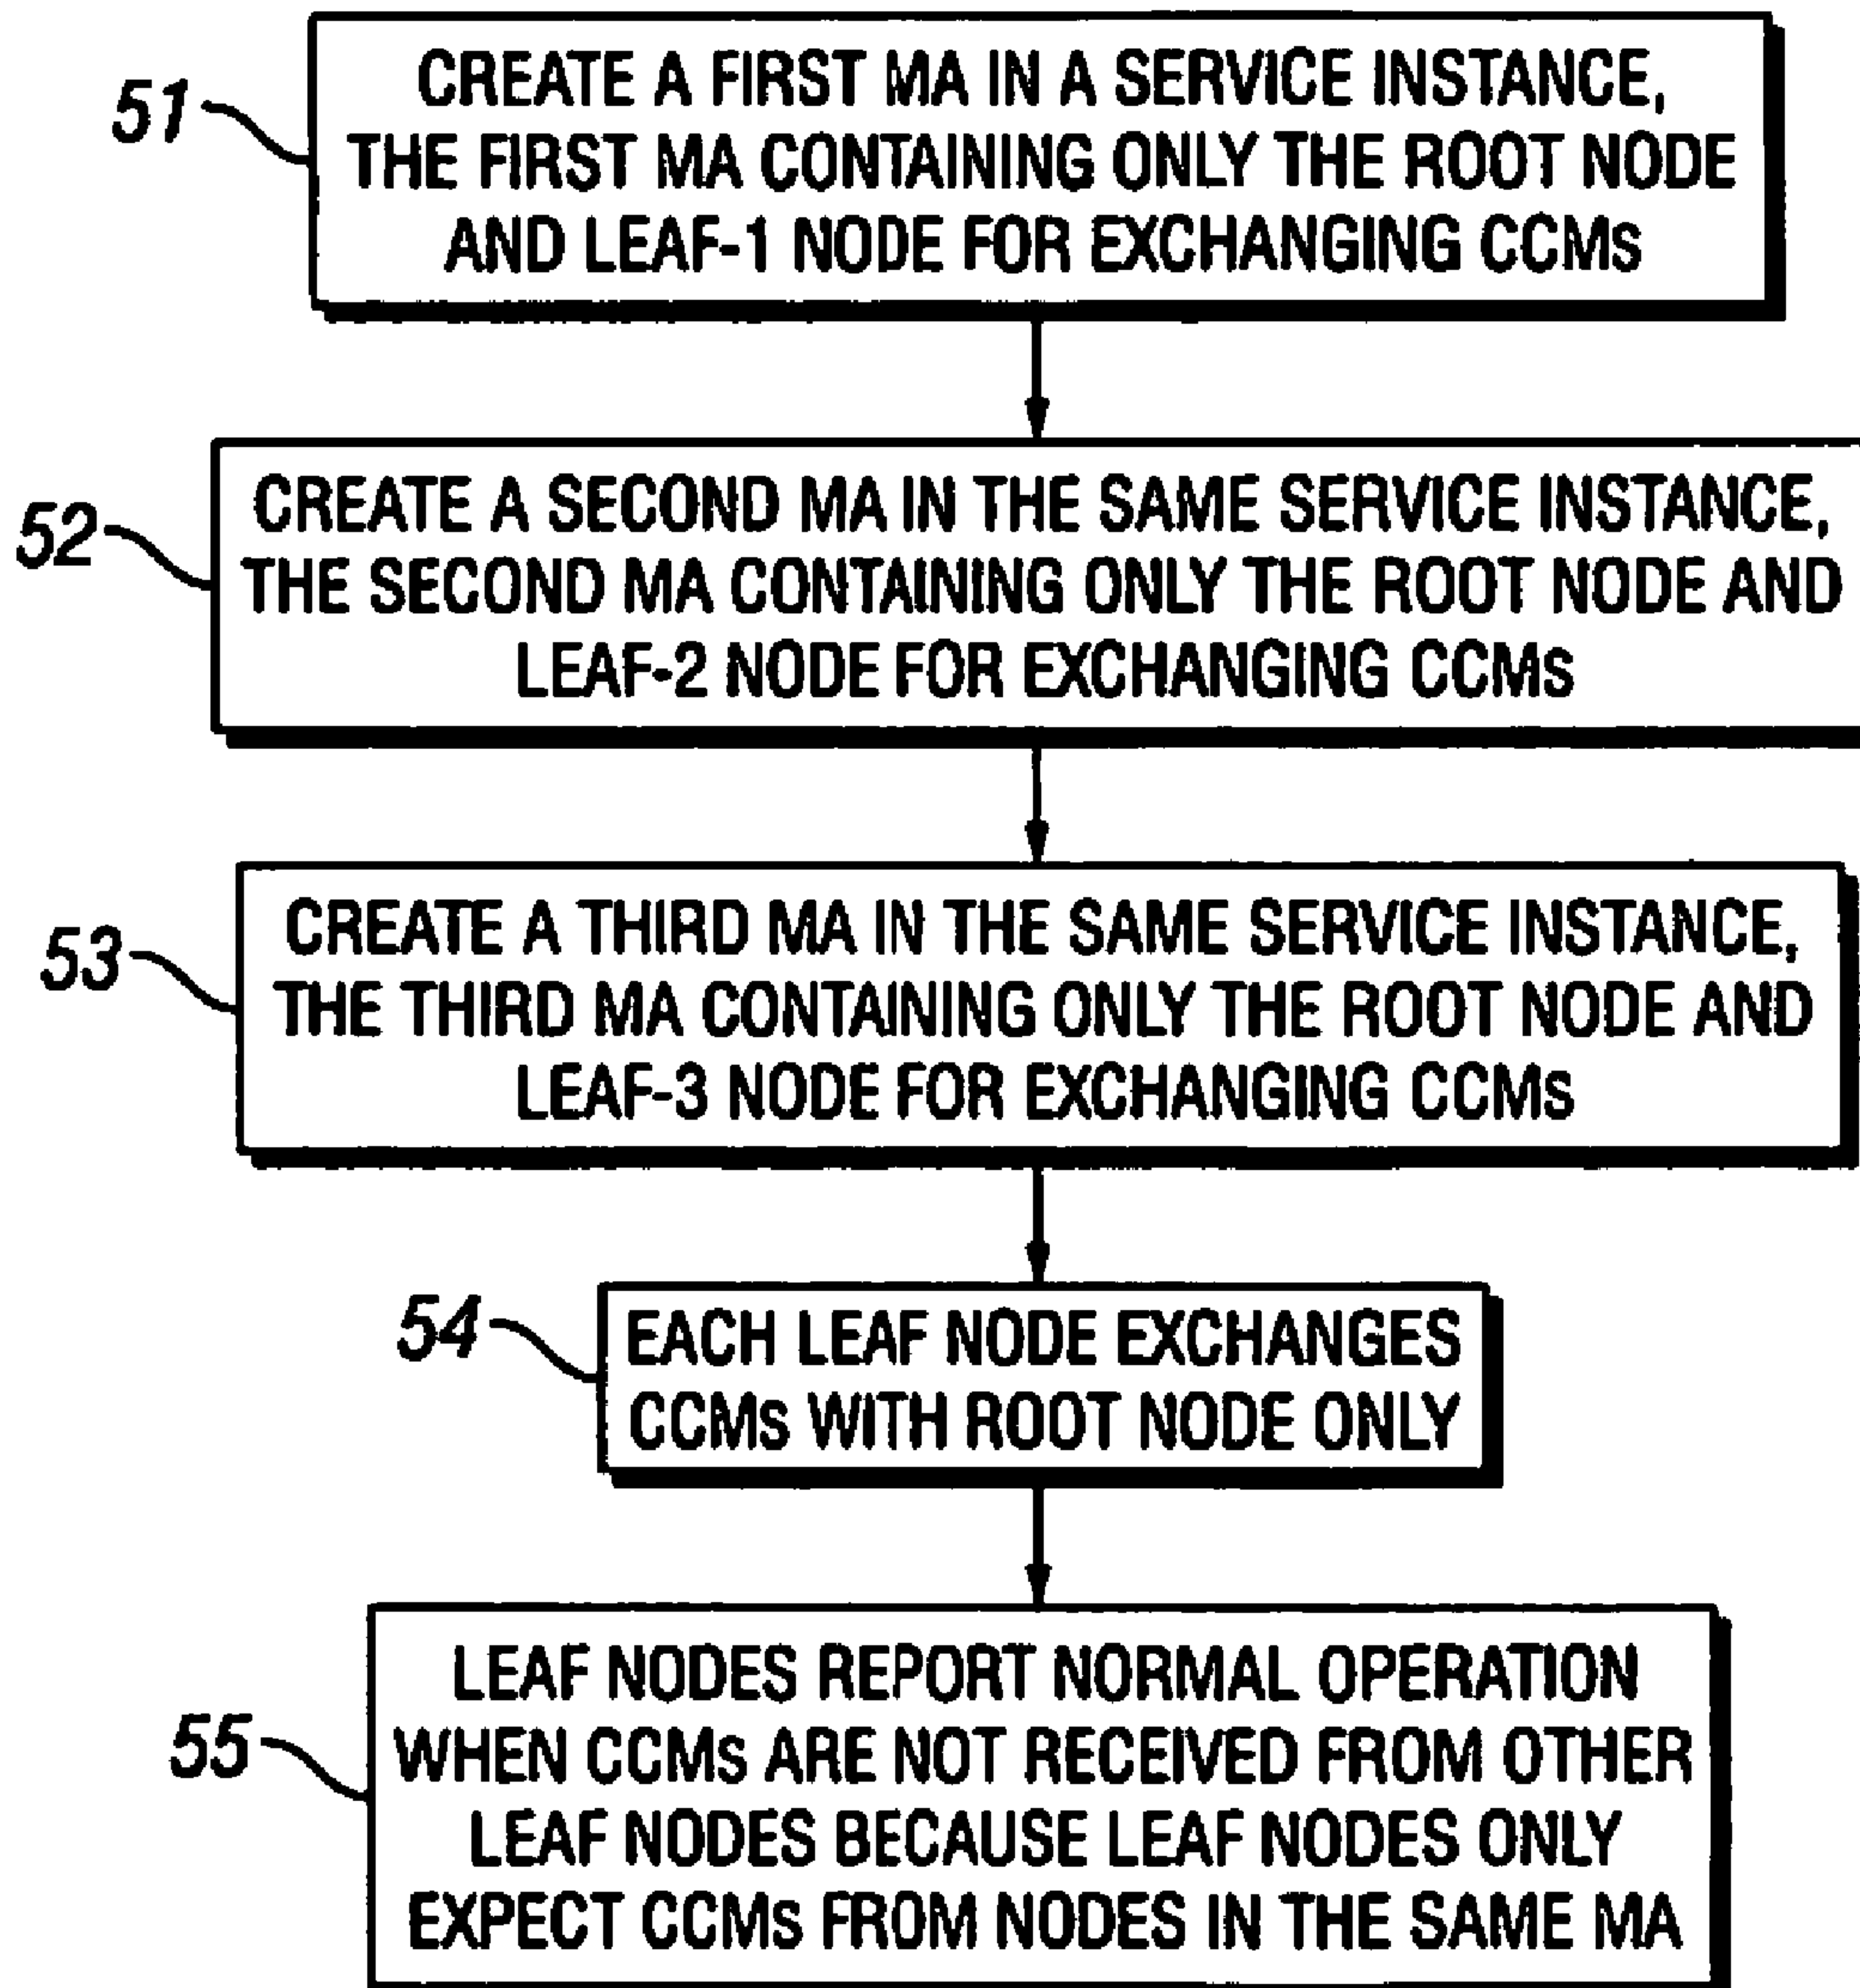 51
CREATE A FIRST MA IN A SERVICE INSTANCE,
THE FIRST MA CONTAINING ONLY THE ROOT NODE
AND LEAF-1 NODE FOR EXCHANGING CCMs
52
CREATE A SECOND MA IN THE SAME SERVICE INSTANCE,
THE SECOND MA CONTAINING ONLY THE ROOT NODE AND
LEAF-2 NODE FOR EXCHANGING CCMs
53
CREATE A THIRD MA IN THE SAME SERVICE INSTANCE,
THE THIRD MA CONTAINING ONLY THE ROOT NODE AND
LEAF-3 NODE FOR EXCHANGING CCMs
54
EACH LEAF NODE EXCHANGES
CCMs WITH ROOT NODE ONLY
55
LEAF NODES REPORT NORMAL OPERATION
WHEN CCMs ARE NOT RECEIVED FROM OTHER
LEAF NODES BECAUSE LEAF NODES ONLY
EXPECT CCMs FROM NODES IN THE SAME MA